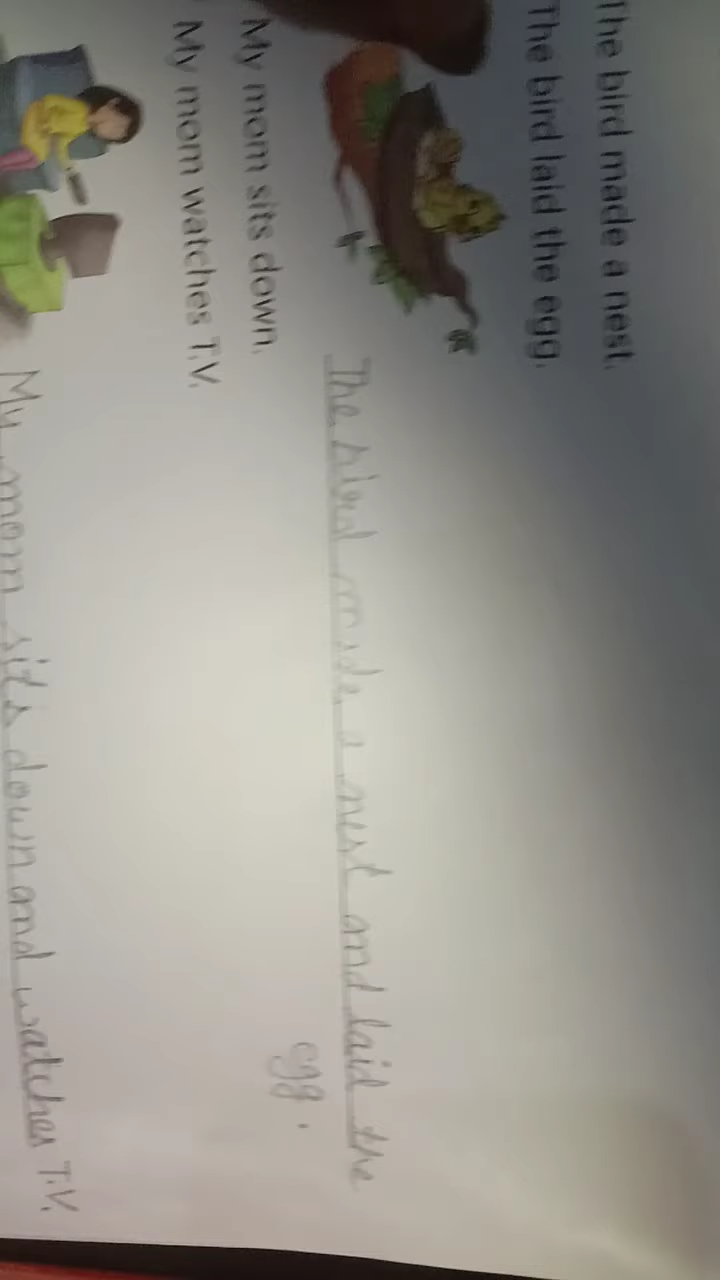 The bird made a nest.
The bird laid the egg.
The bird made a nest and laid the
egg.
My mom sits down.
My mom watches T.V.
My mom sits down and watches T.V.